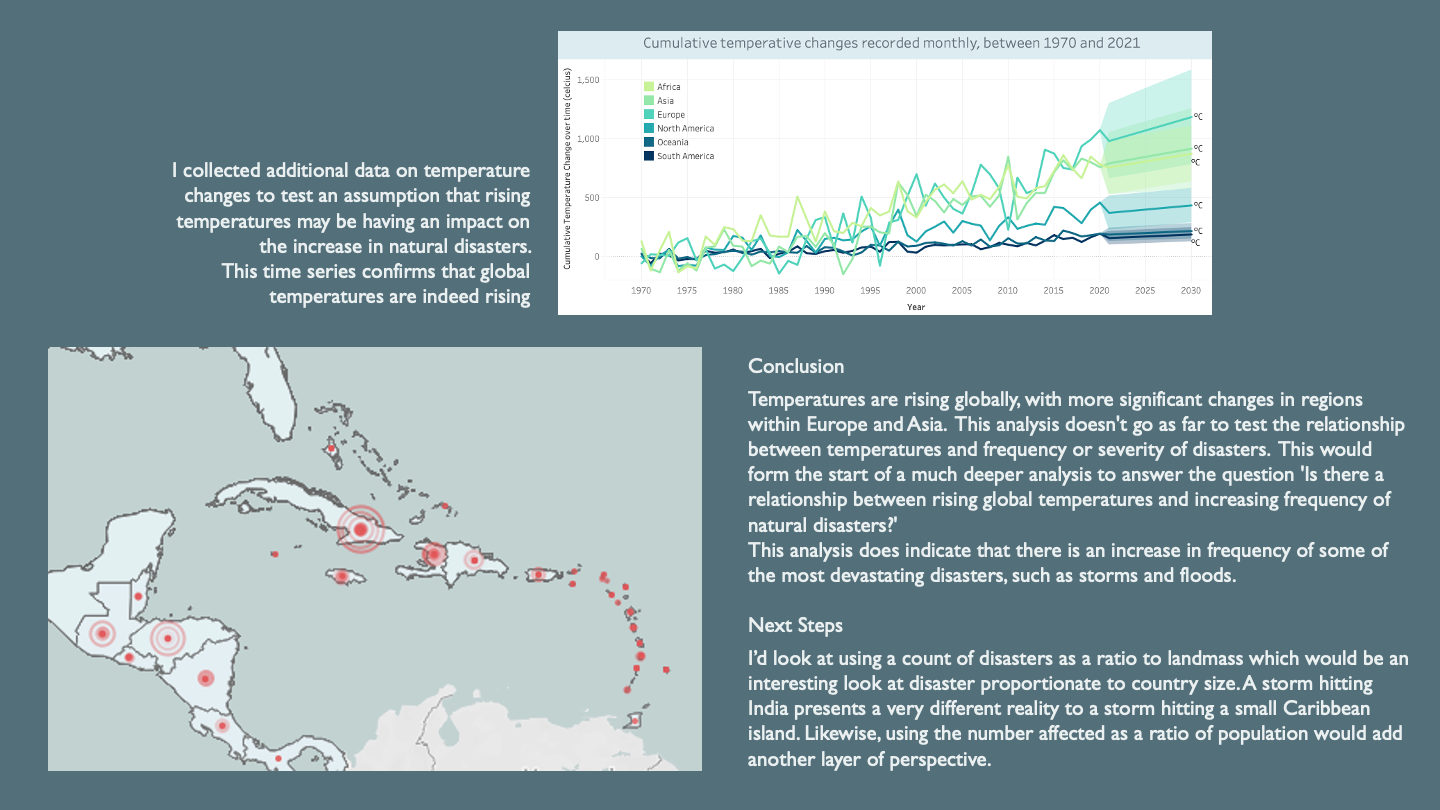 Cumulative temperative changes recorded monthly, between 1970 and 2021
Cumulative Temperature Change over time (celcius)
1,500
1,000
500
0
Africa
Asia
Europe
North America
Oceania
South America
°C
°C
°C
°C
°C
°C
1970 1975 1980 1985 1990 1995 2000 2005 2010 2015 2020 2025 2030
Year
I collected additional data on temperature
changes to test an assumption that rising
temperatures may be having an impact on
the increase in natural disasters.
This time series confirms that global
temperatures are indeed rising
Conclusion
Temperatures are rising globally, with more significant changes in regions
within Europe and Asia. This analysis doesn't go as far to test the relationship
between temperatures and frequency or severity of disasters. This would
form the start of a much deeper analysis to answer the question 'Is there a
relationship between rising global temperatures and increasing frequency of
natural disasters?'
This analysis does indicate that there is an increase in frequency of some of
the most devastating disasters, such as storms and floods.
Next Steps
I'd look at using a count of disasters as a ratio to landmass which would be an
interesting look at disaster proportionate to country size. A storm hitting
India presents a very different reality to a storm hitting a small Caribbean
island. Likewise, using the number affected as a ratio of population would add
another layer of perspective.